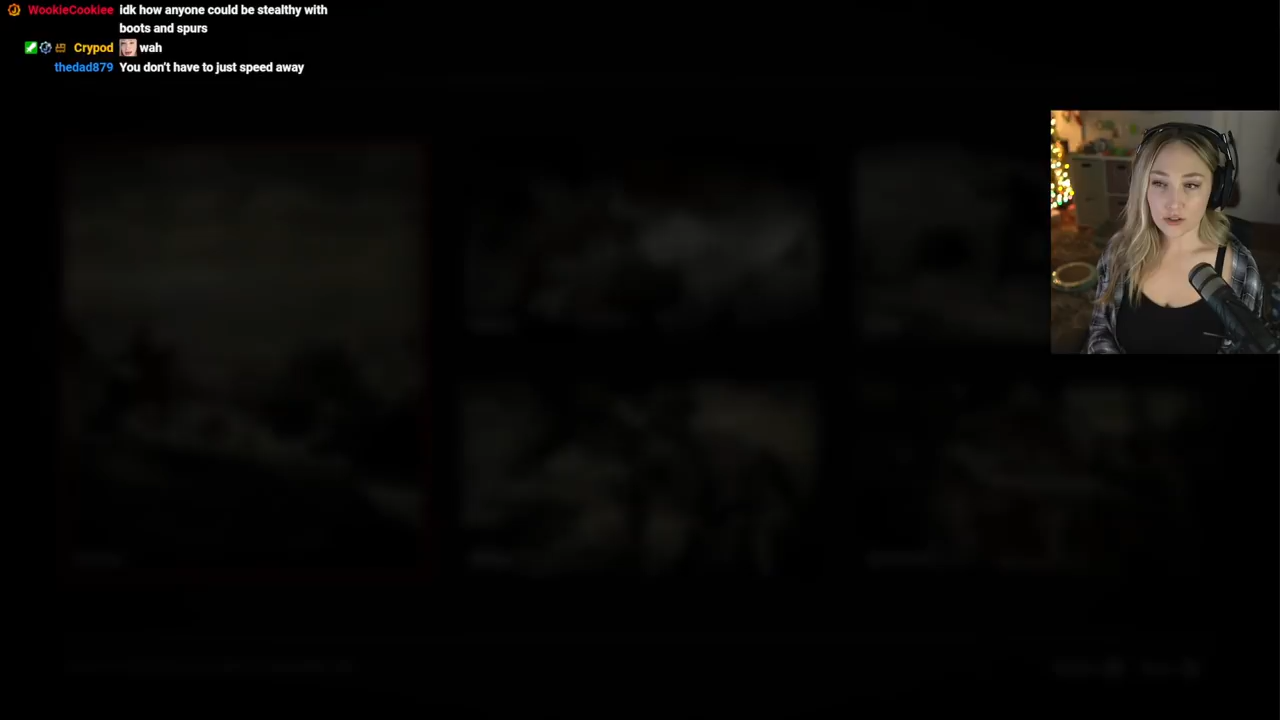 WookieCookiee idk how anyone could be stealthy with
boots and spurs
Crypod wah
thedad879 You don't have to just speed away